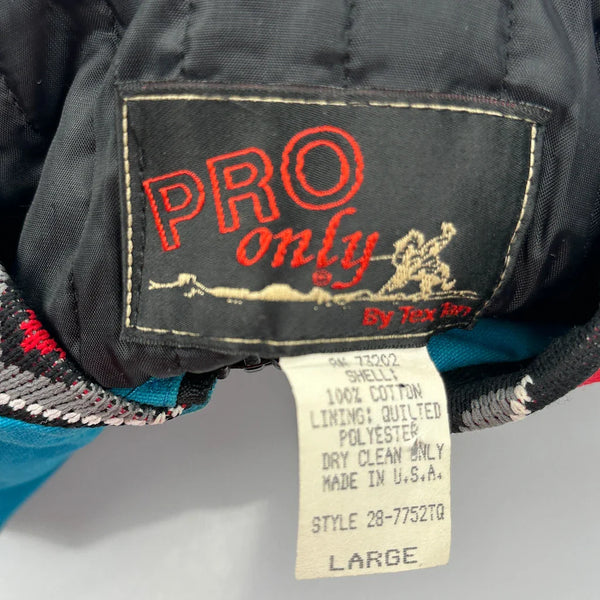 PRO
only
®
By Tex Tan
RN 73202
SHELL:
100% COTTON
LINING: QUILTED
POLYESTER
DRY CLEAN ONLY
MADE IN U.S.A.
STYLE 28-7752TQ
LARGE